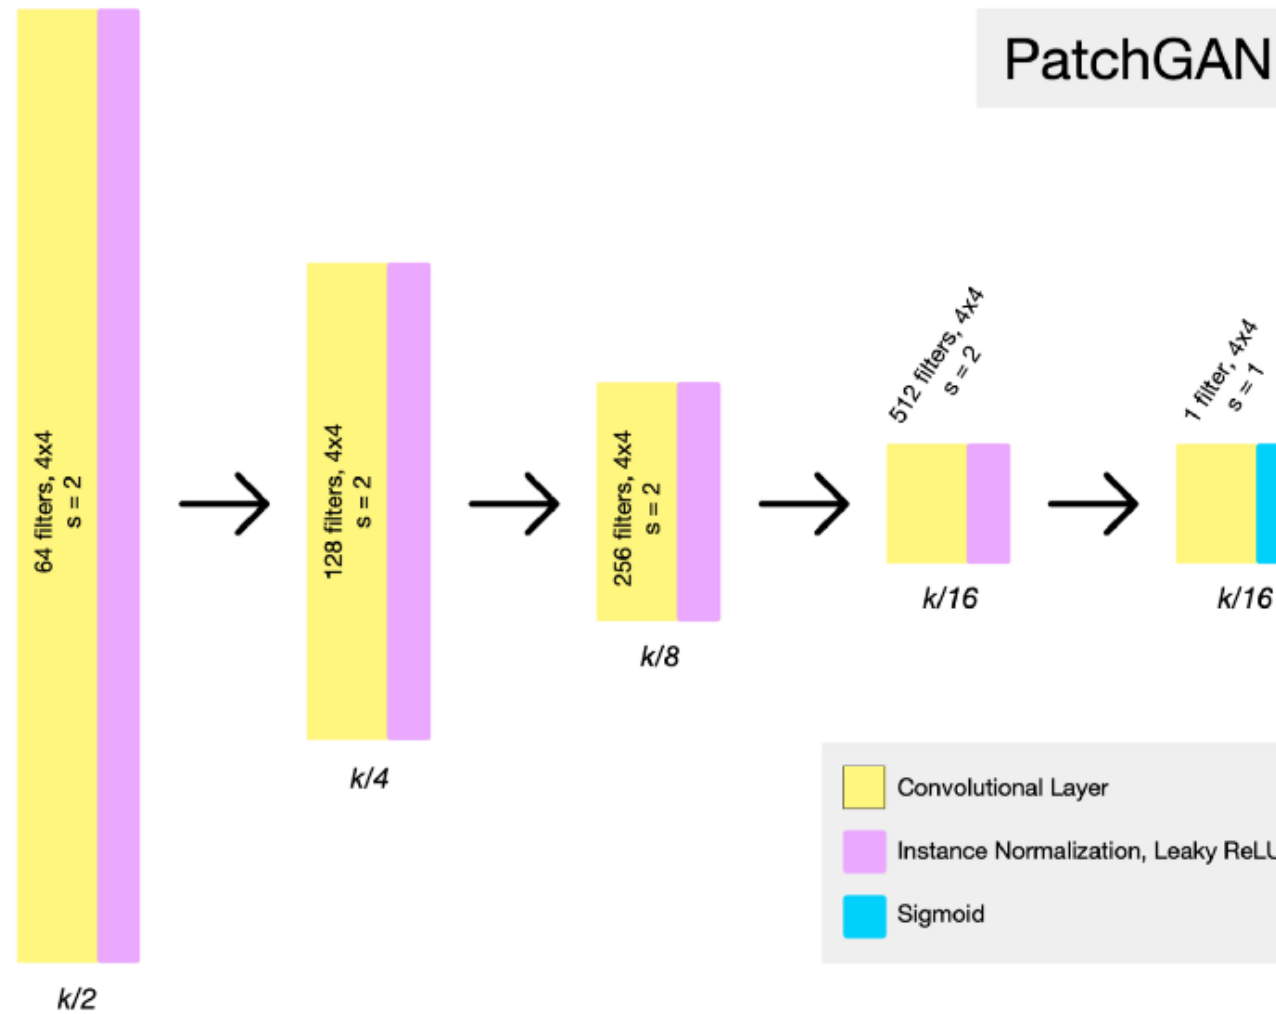 PatchGAN
64 filters, 4x4
s = 2
k/2
128 filters, 4x4
s = 2
k/4
256 filters, 4x4
s = 2
k/8
512 filters, 4x4
s = 2
k/16
1 filter, 4x4
s = 1
k/16
Convolutional Layer
Instance Normalization, Leaky ReLU
Sigmoid